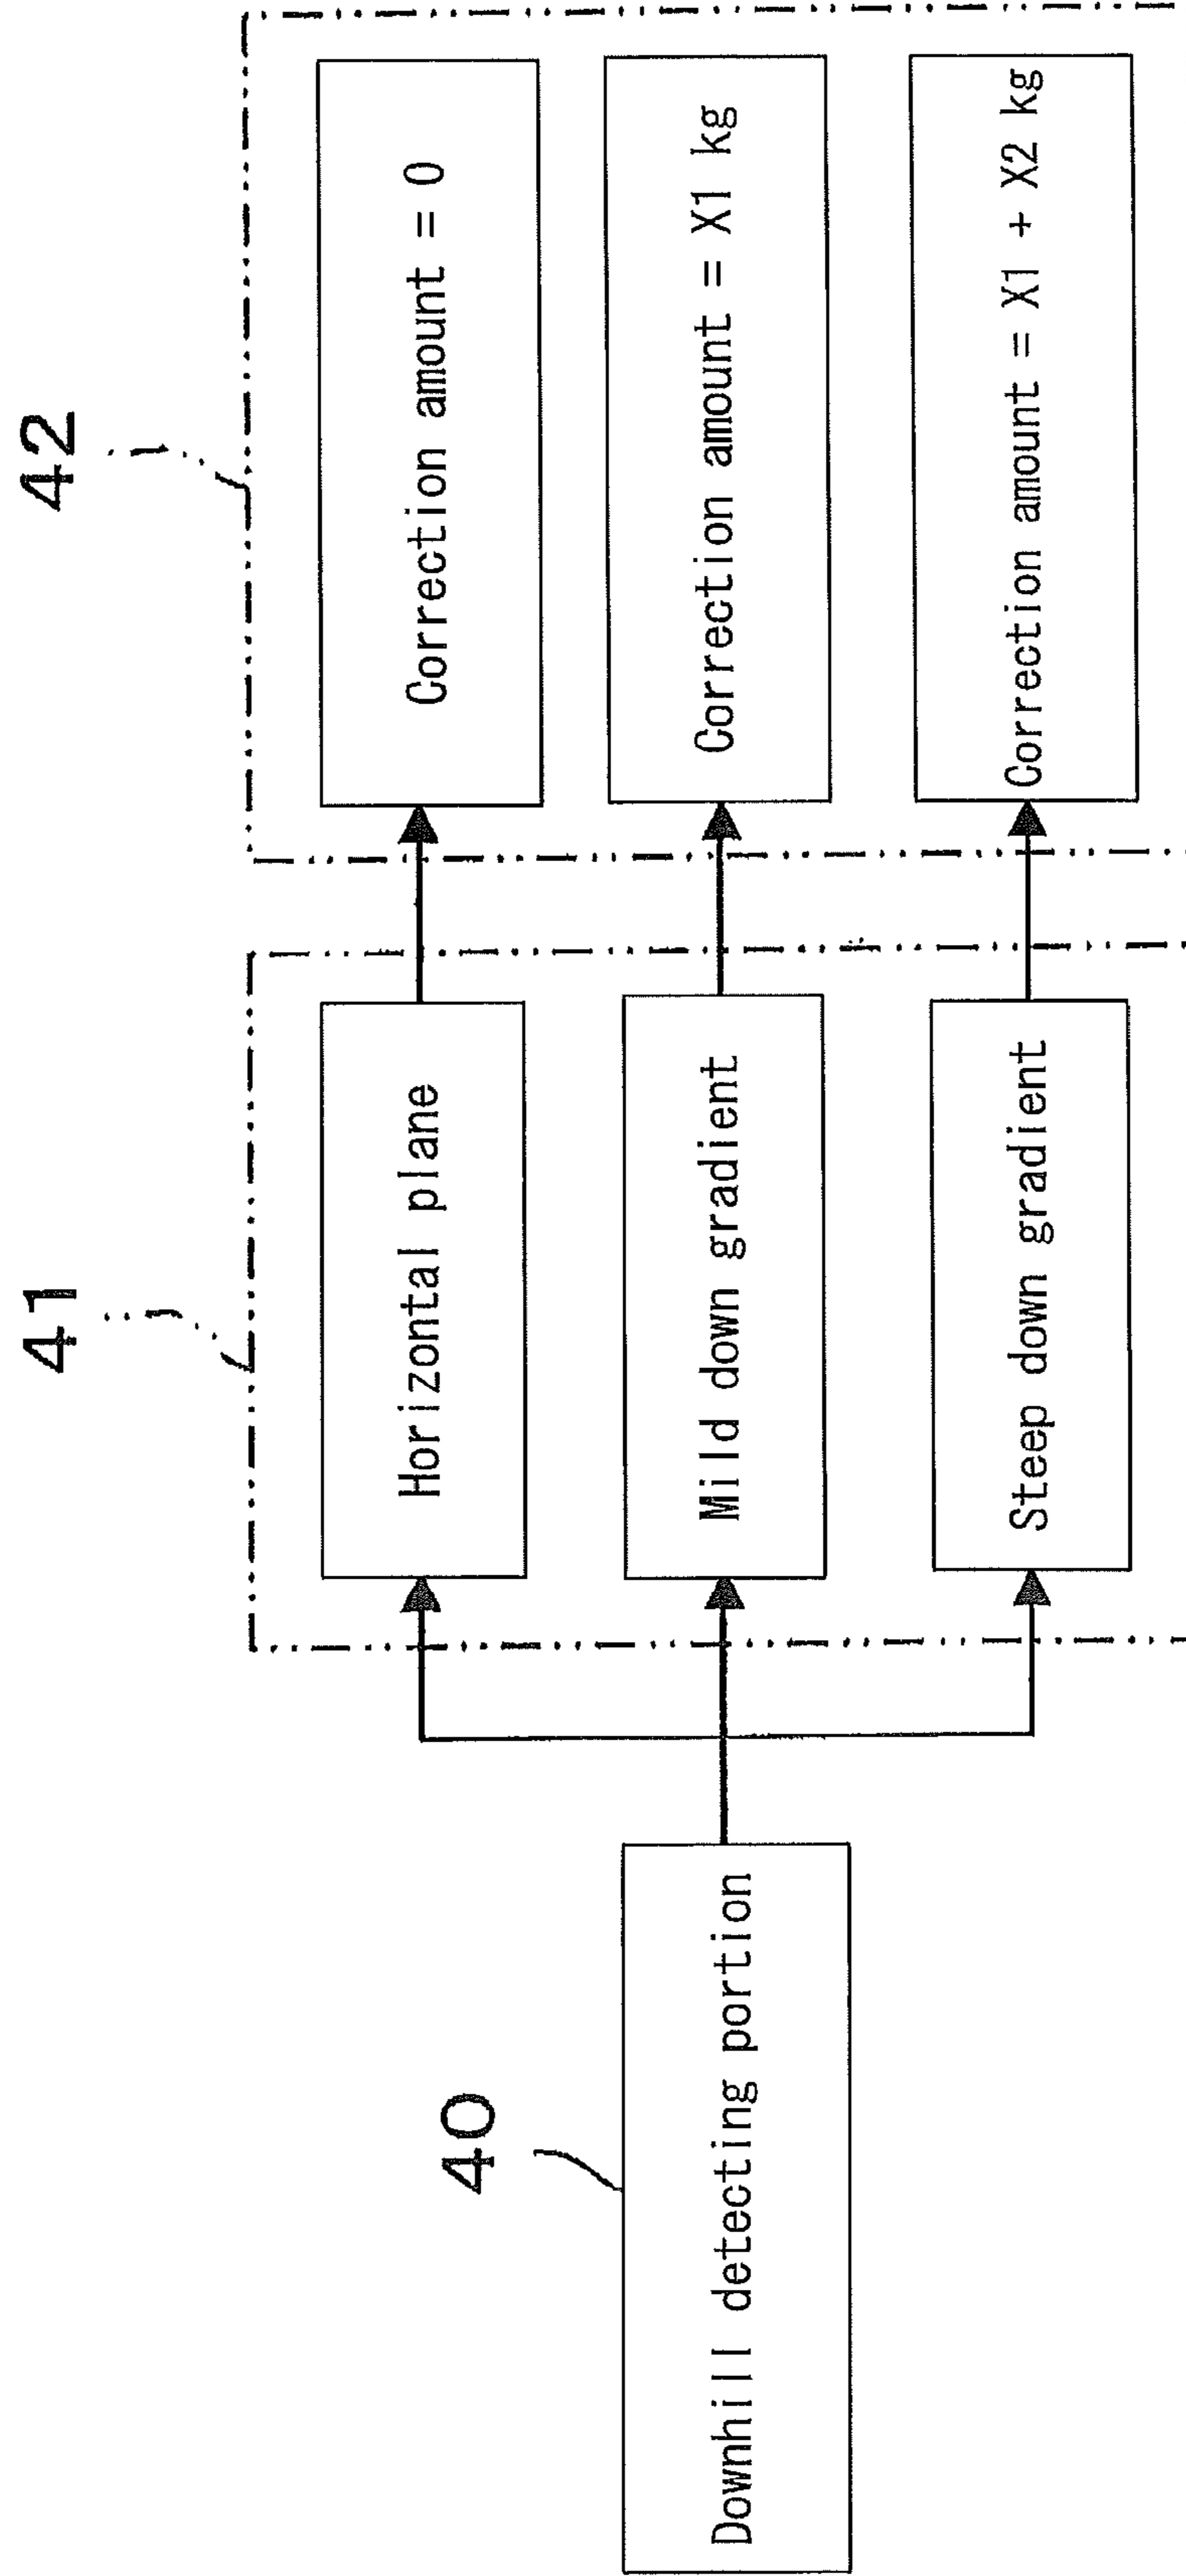 40
Downhill detecting portion
41
Horizontal plane
Mild down gradient
Steep down gradient
42
Correction amount = 0
Correction amount = X1 kg
Correction amount = X1 + X2 kg